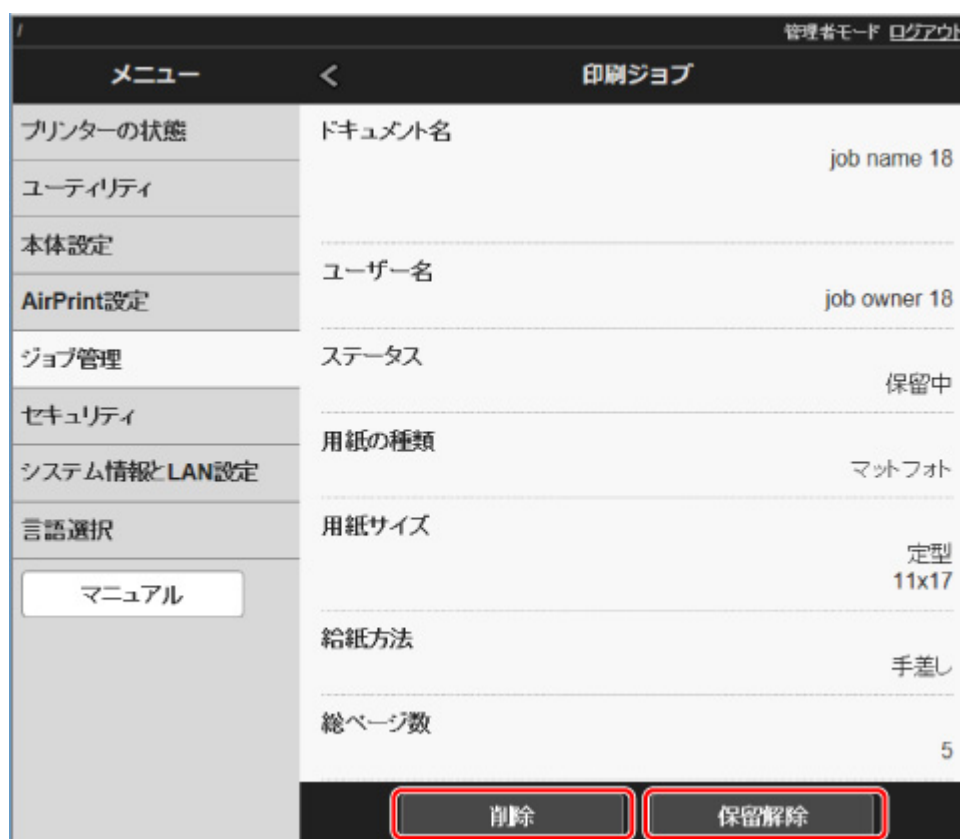 /
管理者モード ログアウト
メニュー
<
印刷ジョブ
プリンターの状態
ユーティリティ
本体設定
AirPrint設定
ジョブ管理
セキュリティ
システム情報とLAN設定
言語選択
マニュアル
ドキュメント名
job name 18
ユーザー名
job owner 18
ステータス
保留中
用紙の種類
マットフォト
用紙サイズ
定型
11x17
給紙方法
手差し
総ページ数
5
削除
保留解除